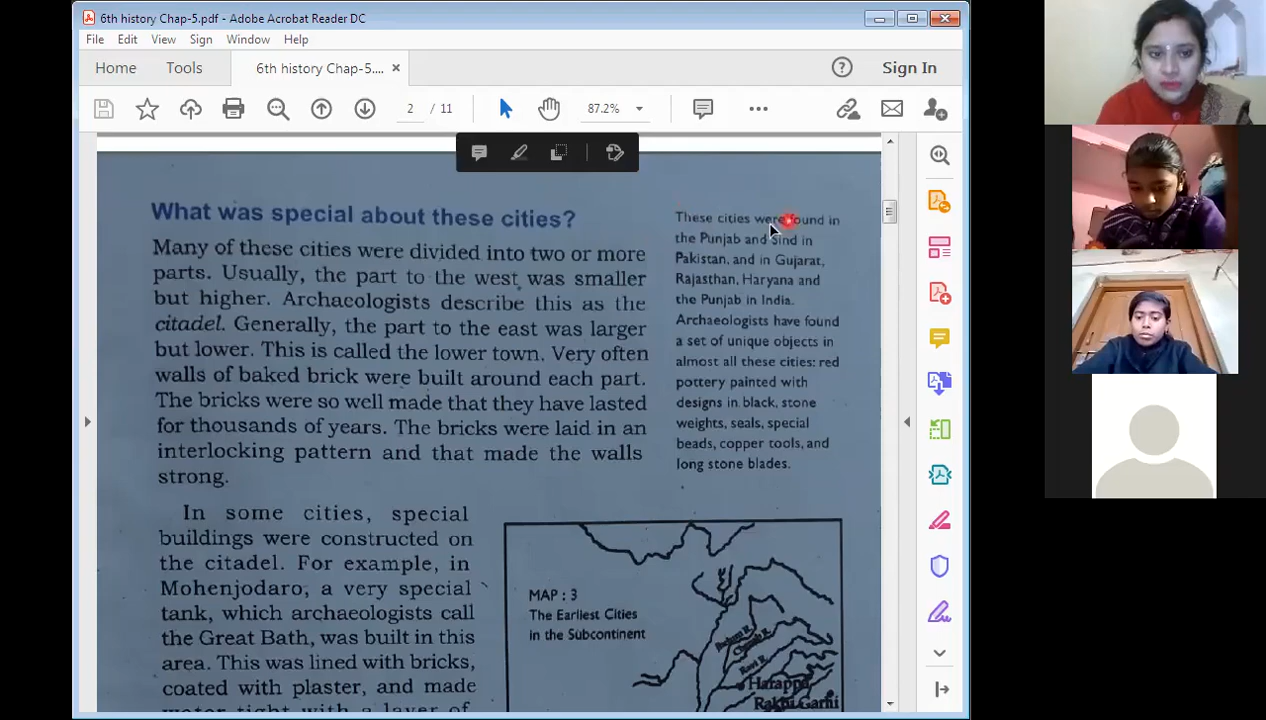 6th history Chap-5.pdf - Adobe Acrobat Reader DC
File Edit View Sign Window Help
Home Tools 6th history Chap-5.... × Sign In
2 / 11 87.2%
What was special about these cities?
Many of these cities were divided into two or more
parts. Usually, the part to the west was smaller
but higher. Archaeologists describe this as the
citadel. Generally, the part to the east was larger
but lower. This is called the lower town. Very often
walls of baked brick were built around each part.
The bricks were so well made that they have lasted
for thousands of years. The bricks were laid in an
interlocking pattern and that made the walls
strong.
In some cities, special
buildings were constructed on
the citadel. For example, in
Mohenjodaro, a very special
tank, which archaeologists call
the Great Bath, was built in this
area. This was lined with bricks,
coated with plaster, and made
water tight with a layer of
These cities were found in
the Punjab and Sind in
Pakistan, and in Gujarat,
Rajasthan, Haryana and
the Punjab in India.
Archaeologists have found
a set of unique objects in
almost all these cities: red
pottery painted with
designs in black, stone
weights, seals, special
beads, copper tools, and
long stone blades.
MAP : 3
The Earliest Cities
in the Subcontinent
Chenab R.
Ravi R.
Harappa
Rakhi Garhi